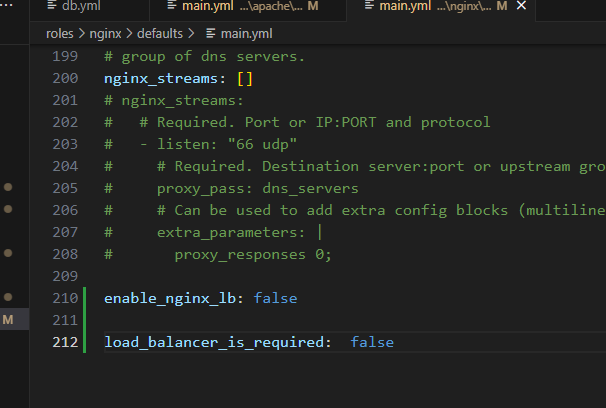 db.yml
main.yml ...\apache\... M
main.yml ...\nginx\... M
roles > nginx > defaults > main.yml
199 # group of dns servers.
200 nginx_streams: []
201 # nginx_streams:
202 #   # Required. Port or IP:PORT and protocol
203 #   - listen: "66 udp"
204 #     # Required. Destination server:port or upstream gro
205 #     proxy_pass: dns_servers
206 #     # Can be used to add extra config blocks (multiline
207 #     extra_parameters: |
208 #       proxy_responses 0;
209
210 enable_nginx_lb: false
211
M
212 load_balancer_is_required:  false